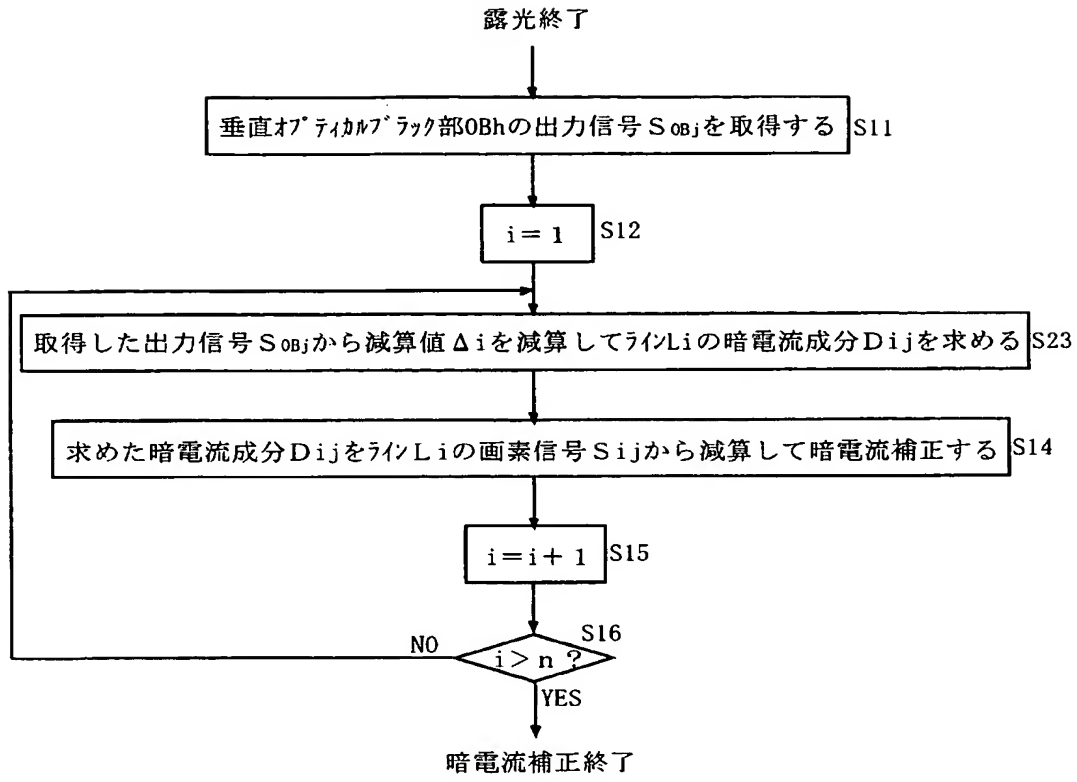 露光終了
垂直ｵﾌﾟﾃｨｶﾙﾌﾞﾗｯｸ部OBhの出力信号SOBjを取得する S11
i＝1 S12
取得した出力信号SOBjから減算値Δiを減算してﾗｲﾝLiの暗電流成分Dijを求める S23
求めた暗電流成分DijをﾗｲﾝLiの画素信号Sijから減算して暗電流補正する S14
i＝i＋1 S15
S16
NO
i＞n？
YES
暗電流補正終了